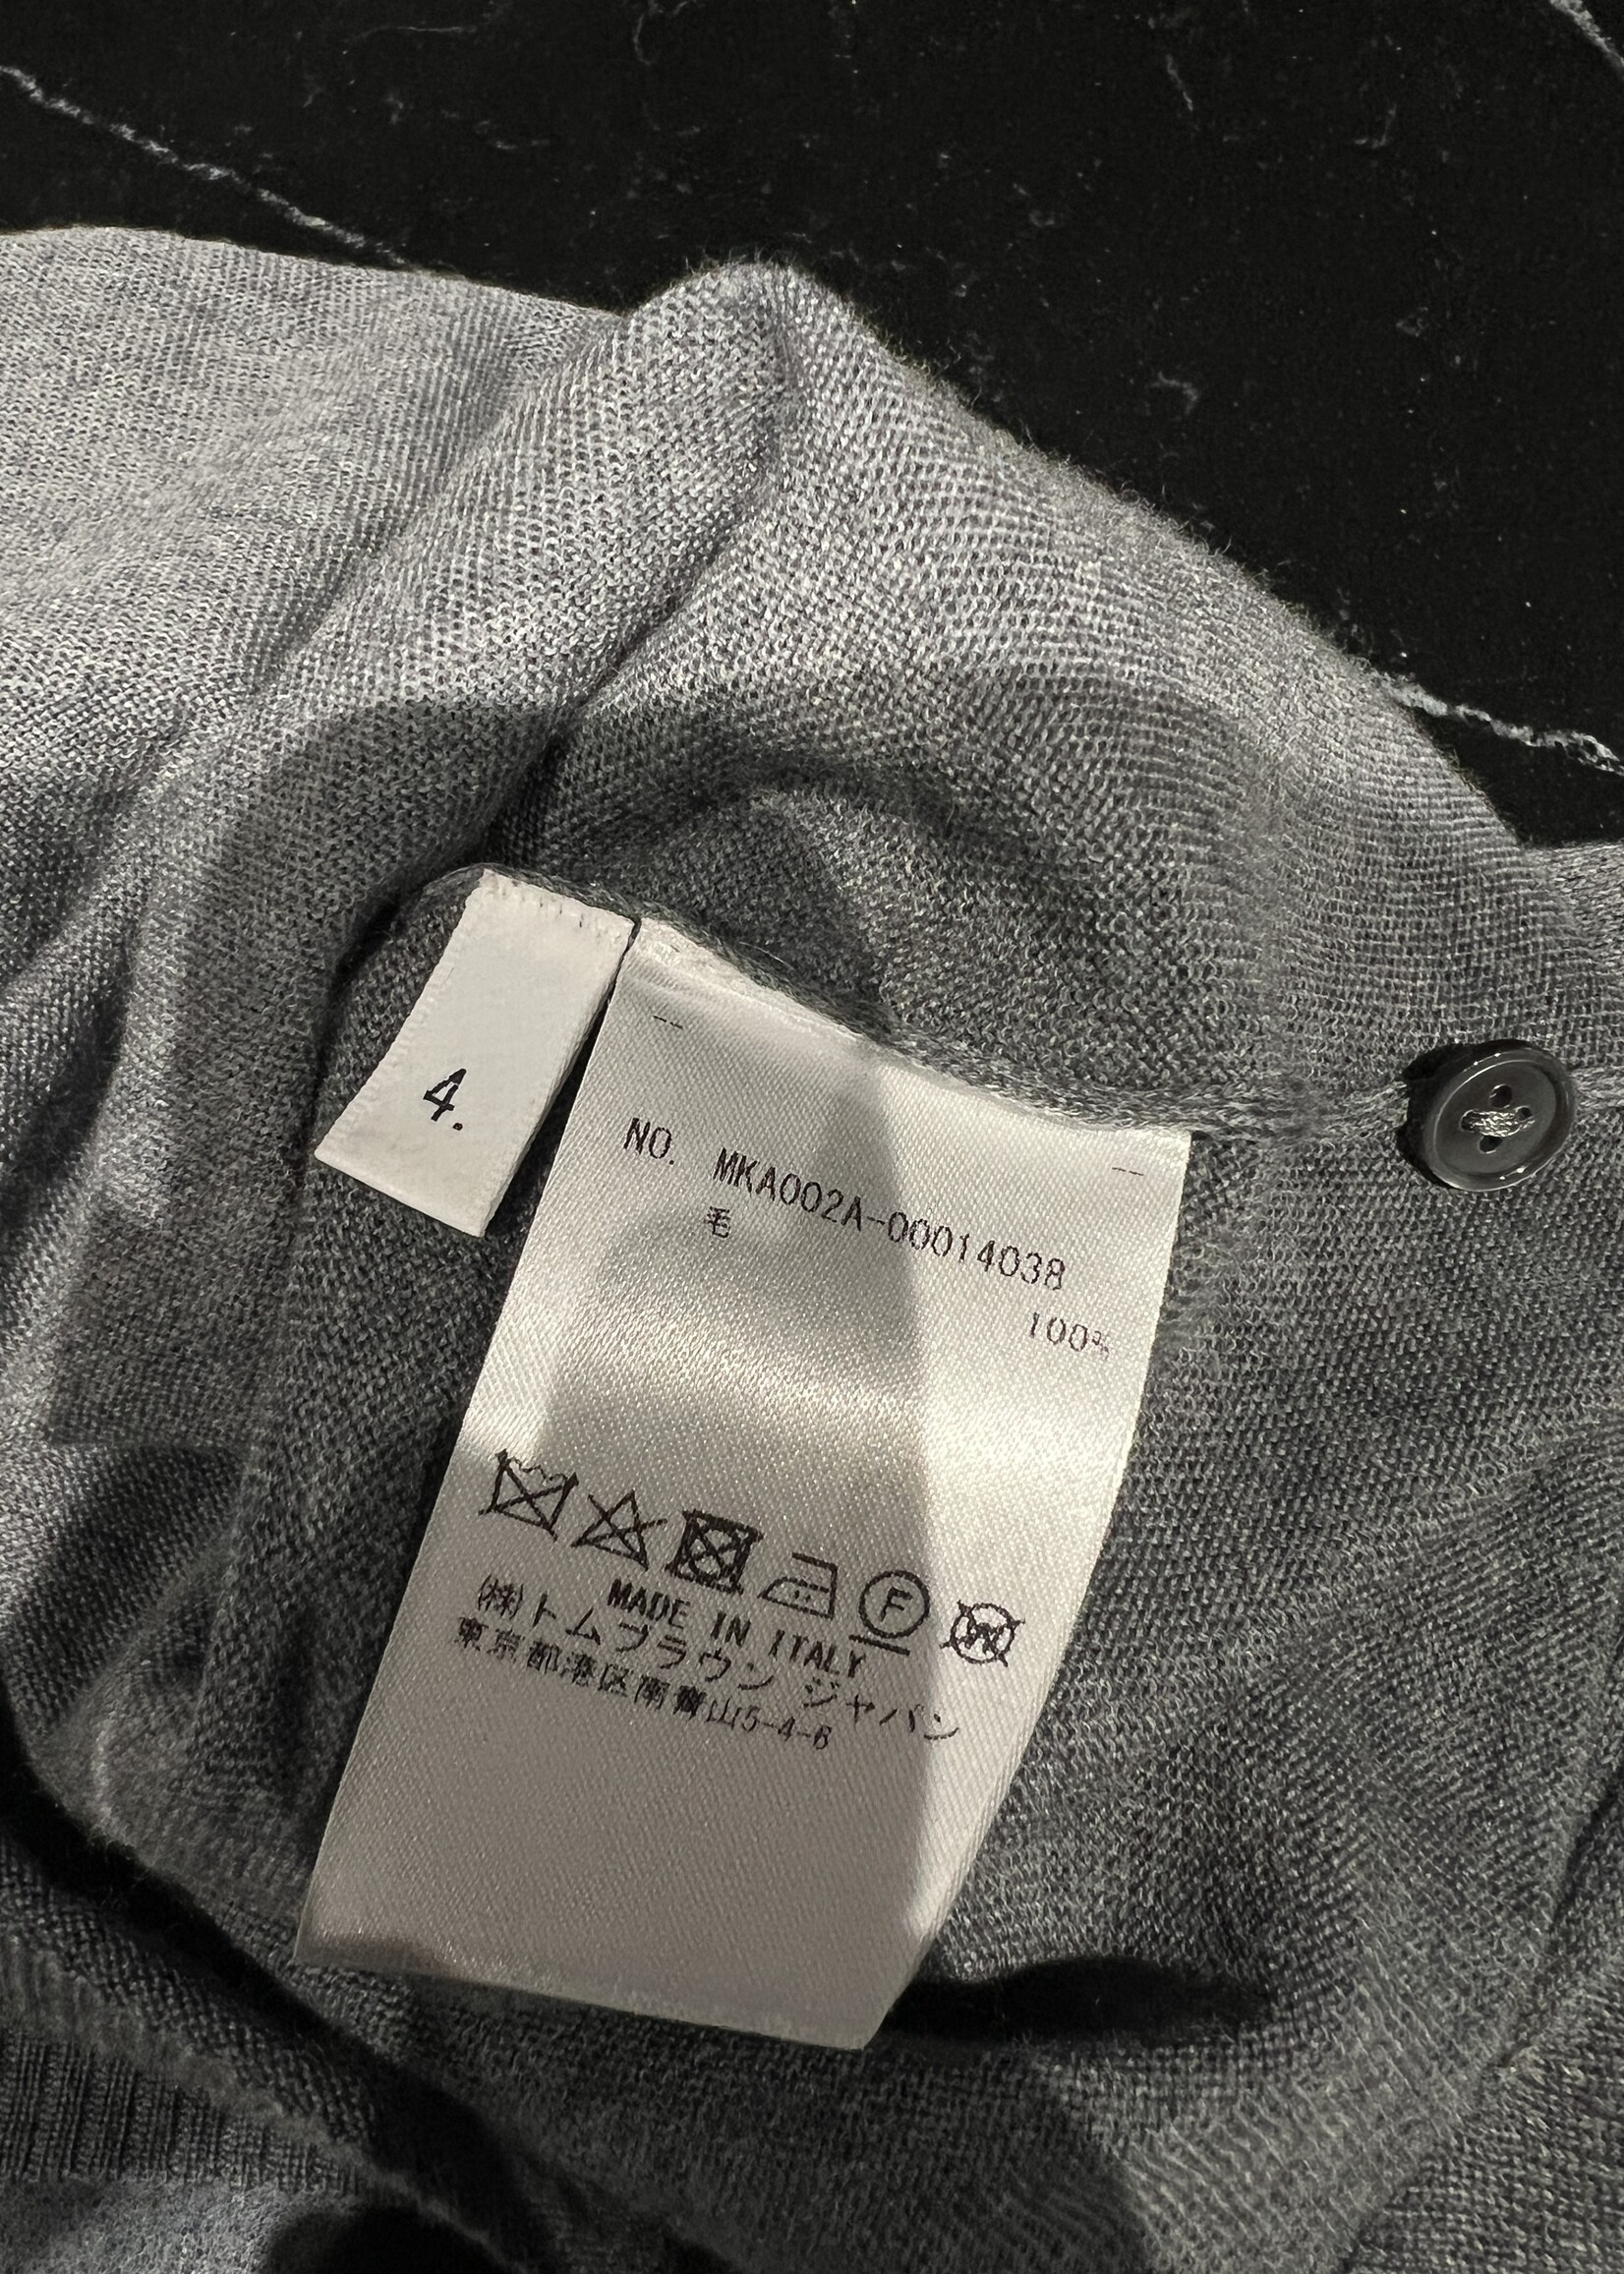 4.
NO. MKA002A-00014038
毛
100%
F
W
MADE IN ITALY
(株)トムブラウン ジャパン
東京都港区南青山5-4-6